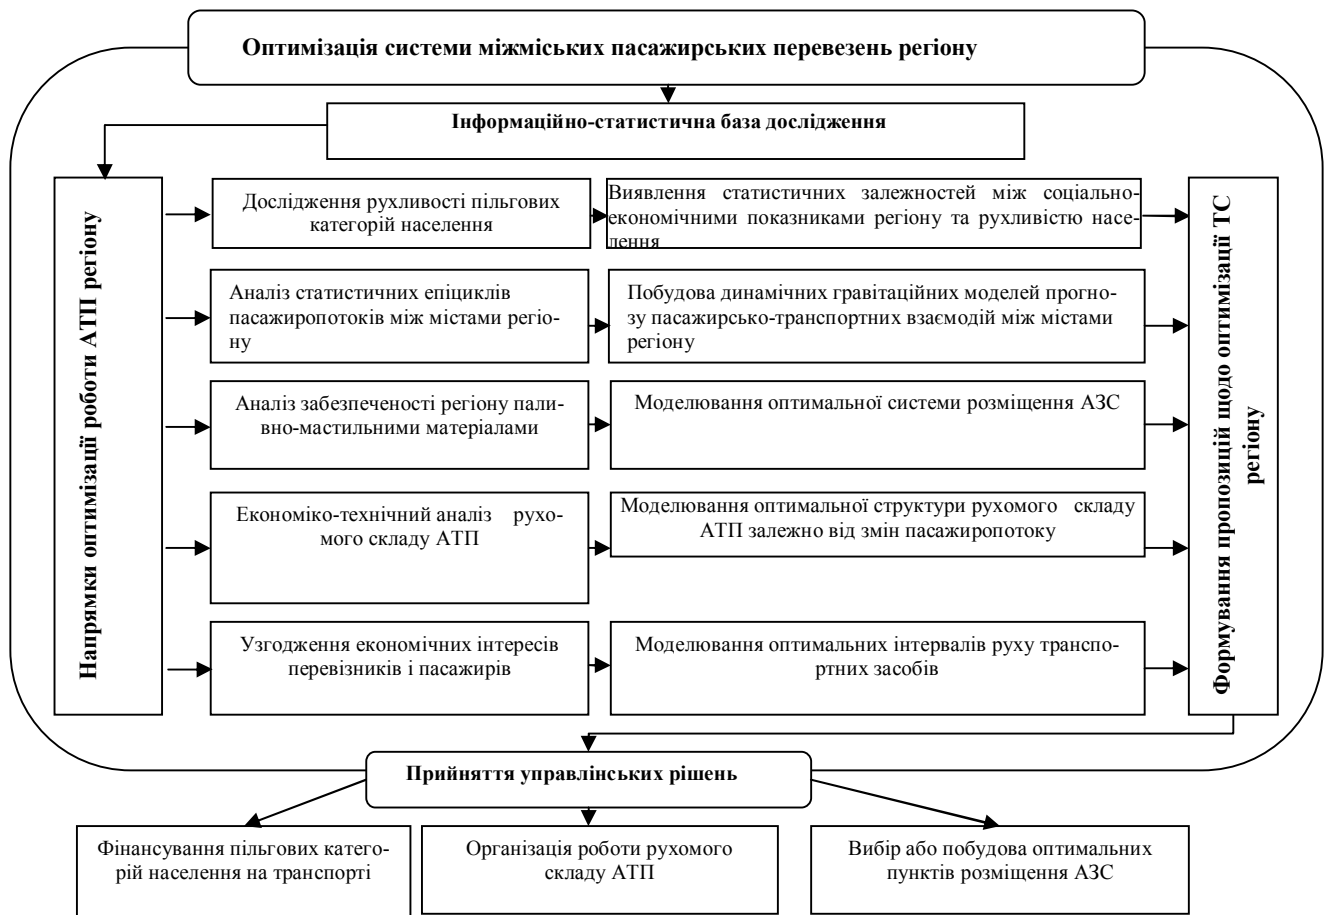 Оптимізація системи міжміських пасажирських перевезень регіону
Інформаційно-статистична база дослідження
Напрямки оптимізації роботи АТП регіону
Дослідження рухливості пільгових
категорій населення
Виявлення статистичних залежностей між соціально-
економічними показниками регіону та рухливістю насе-
лення
Аналіз статистичних епіциклів
пасажиропотоків між містами регіо-
ну
Побудова динамічних гравітаційних моделей прогно-
зу пасажирсько-транспортних взаємодій між містами
регіону
Аналіз забезпеченості регіону пали-
вно-мастильними матеріалами
Моделювання оптимальної системи розміщення АЗС
Економіко-технічний аналіз рухо-
мого складу АТП
Моделювання оптимальної структури рухомого складу
АТП залежно від змін пасажиропотоку
Узгодження економічних інтересів
перевізників і пасажирів
Моделювання оптимальних інтервалів руху транспо-
ртних засобів
Формування пропозицій щодо оптимізації ТС
регіону
Прийняття управлінських рішень
Фінансування пільгових катего-
рій населення на транспорті
Організація роботи рухомого
складу АТП
Вибір або побудова оптимальних
пунктів розміщення АЗС